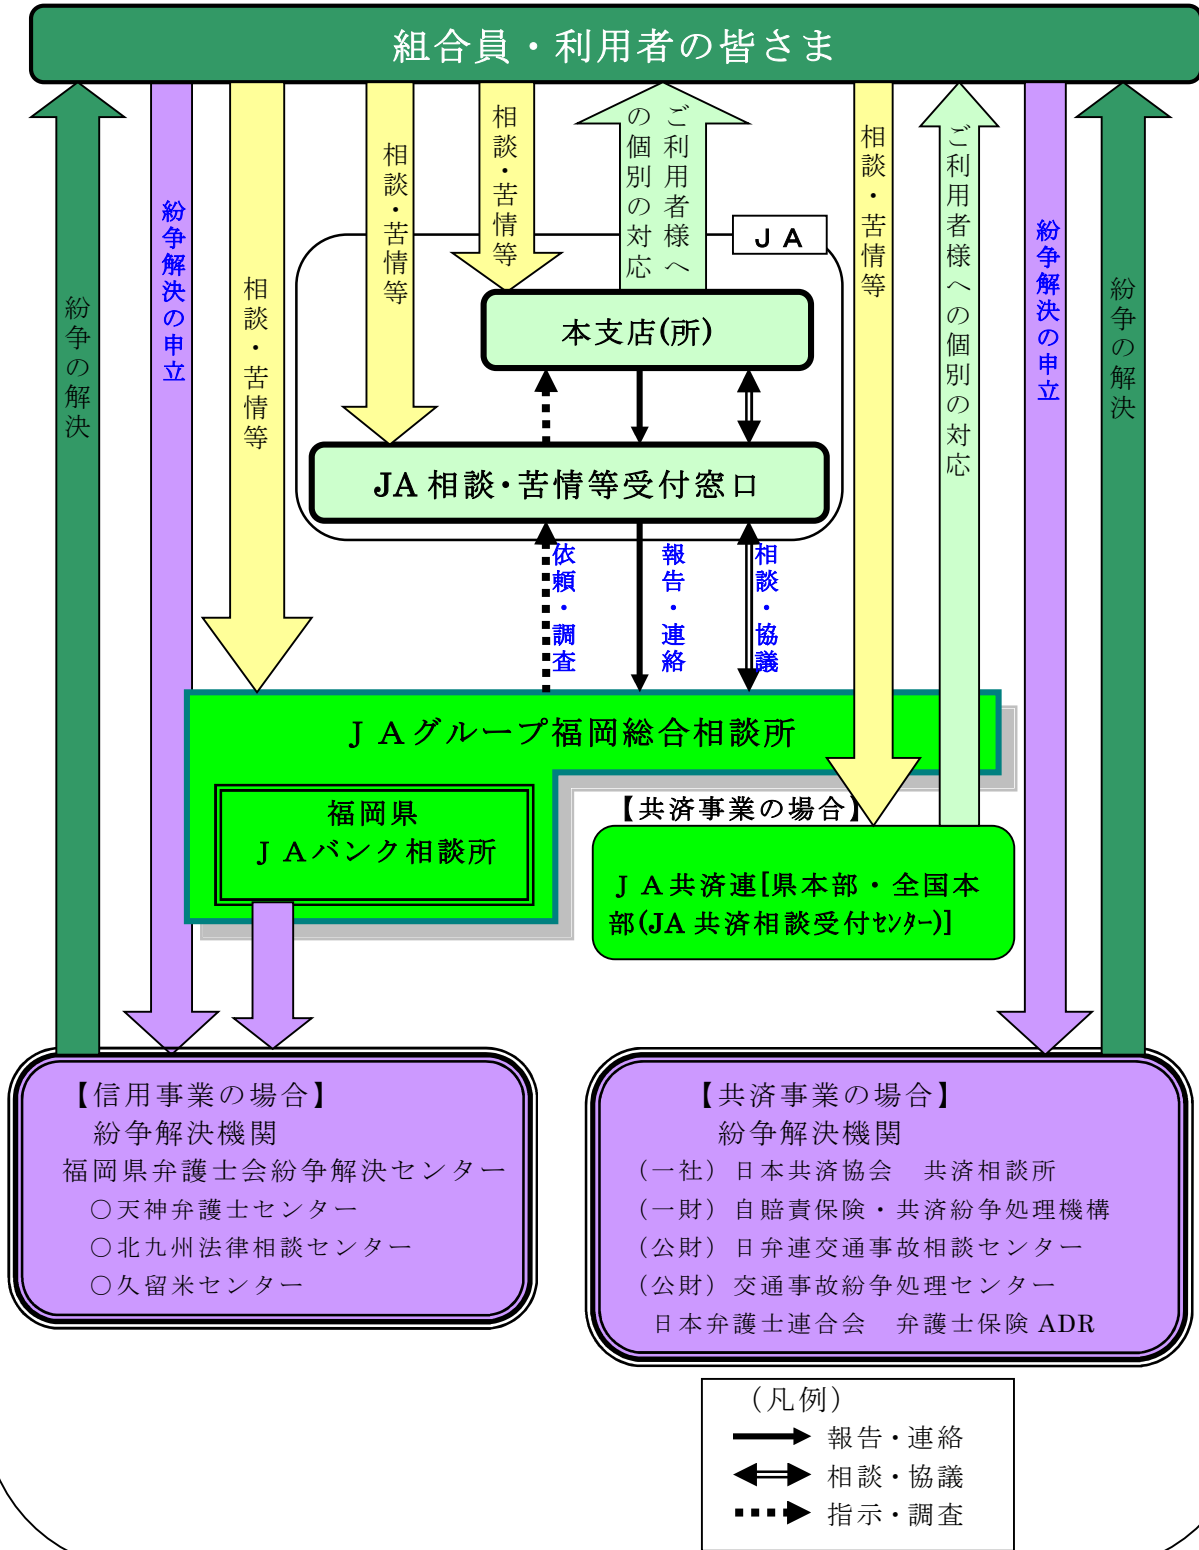 組合員・利用者の皆さま
紛争の解決
紛争解決の申立
相談・苦情等
相談・苦情等
相談・苦情等
ご利用者様へ
の個別の対応
JA
相談・苦情等
ご利用者様への個別の対応
紛争解決の申立
紛争の解決
本支店(所)
JA相談・苦情等受付窓口
依頼・調査
報告・連絡
相談・協議
JAグループ福岡総合相談所
福岡県
JAバンク相談所
【共済事業の場合】
JA共済連[県本部・全国本
部(JA共済相談受付ｾﾝﾀｰ)]
【信用事業の場合】
紛争解決機関
福岡県弁護士会紛争解決センター
○天神弁護士センター
○北九州法律相談センター
○久留米センター
【共済事業の場合】
紛争解決機関
(一社)日本共済協会 共済相談所
(一財)自賠責保険・共済紛争処理機構
(公財)日弁連交通事故相談センター
(公財)交通事故紛争処理センター
日本弁護士連合会 弁護士保険ADR
(凡例)
報告・連絡
相談・協議
指示・調査